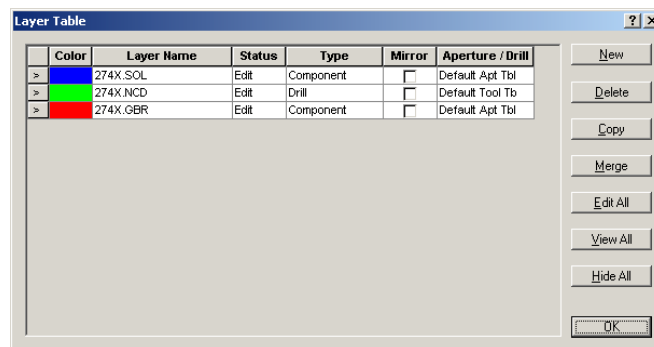 Layer Table
Color Layer Name Status Type Mirror Aperture / Drill
> 274X.SOL Edit Component Default Apt Tbl
> 274X.NCD Edit Drill Default Tool Tb
> 274X.GBR Edit Component Default Apt Tbl
New
Delete
Copy
Merge
Edit All
View All
Hide All
OK